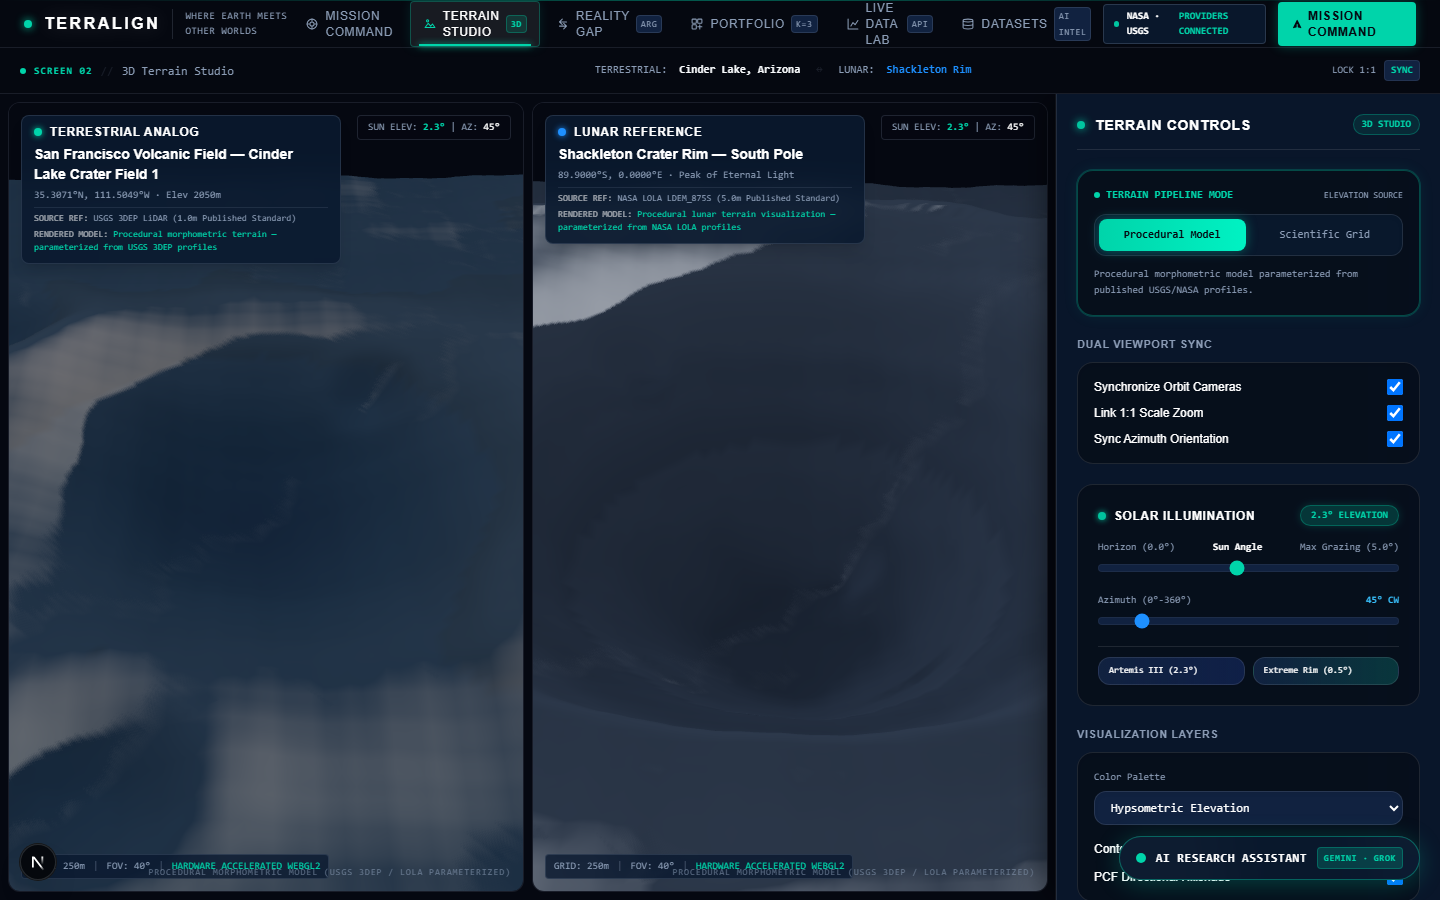 TERRALIGN
WHERE EARTH MEETS
OTHER WORLDS
MISSION
COMMAND
TERRAIN
STUDIO
3D
REALITY
GAP
ARG
PORTFOLIO
K=3
LIVE
DATA
LAB
API
DATASETS
AI
INTEL
NASA ·
USGS
PROVIDERS
CONNECTED
MISSION
COMMAND
SCREEN 02 // 3D Terrain Studio
TERRESTRIAL: Cinder Lake, Arizona
LUNAR: Shackleton Rim
LOCK 1:1 SYNC
TERRESTRIAL ANALOG
San Francisco Volcanic Field — Cinder
Lake Crater Field 1
35.3071°N, 111.5049°W · Elev 2050m
SOURCE REF: USGS 3DEP LiDAR (1.0m Published Standard)
RENDERED MODEL: Procedural morphometric terrain —
parameterized from USGS 3DEP profiles
SUN ELEV: 2.3° | AZ: 45°
N
250m | FOV: 40° | HARDWARE ACCELERATED WEBGL2
PROCEDURAL MORPHOMETRIC MODEL (USGS 3DEP / LOLA PARAMETERIZED)
LUNAR REFERENCE
Shackleton Crater Rim — South Pole
89.9000°S, 0.0000°E · Peak of Eternal Light
SOURCE REF: NASA LOLA LDEM_875S (5.0m Published Standard)
RENDERED MODEL: Procedural lunar terrain visualization —
parameterized from NASA LOLA profiles
SUN ELEV: 2.3° | AZ: 45°
GRID: 250m | FOV: 40° | HARDWARE ACCELERATED WEBGL2
PROCEDURAL MORPHOMETRIC MODEL (USGS 3DEP / LOLA PARAMETERIZED)
TERRAIN CONTROLS
3D STUDIO
TERRAIN PIPELINE MODE
ELEVATION SOURCE
Procedural Model
Scientific Grid
Procedural morphometric model parameterized from
published USGS/NASA profiles.
DUAL VIEWPORT SYNC
Synchronize Orbit Cameras
Link 1:1 Scale Zoom
Sync Azimuth Orientation
SOLAR ILLUMINATION
2.3° ELEVATION
Horizon (0.0°)
Sun Angle
Max Grazing (5.0°)
Azimuth (0°-360°)
45° CW
Artemis III (2.3°)
Extreme Rim (0.5°)
VISUALIZATION LAYERS
Color Palette
Hypsometric Elevation
AI RESEARCH ASSISTANT
GEMINI · GROK
PCF